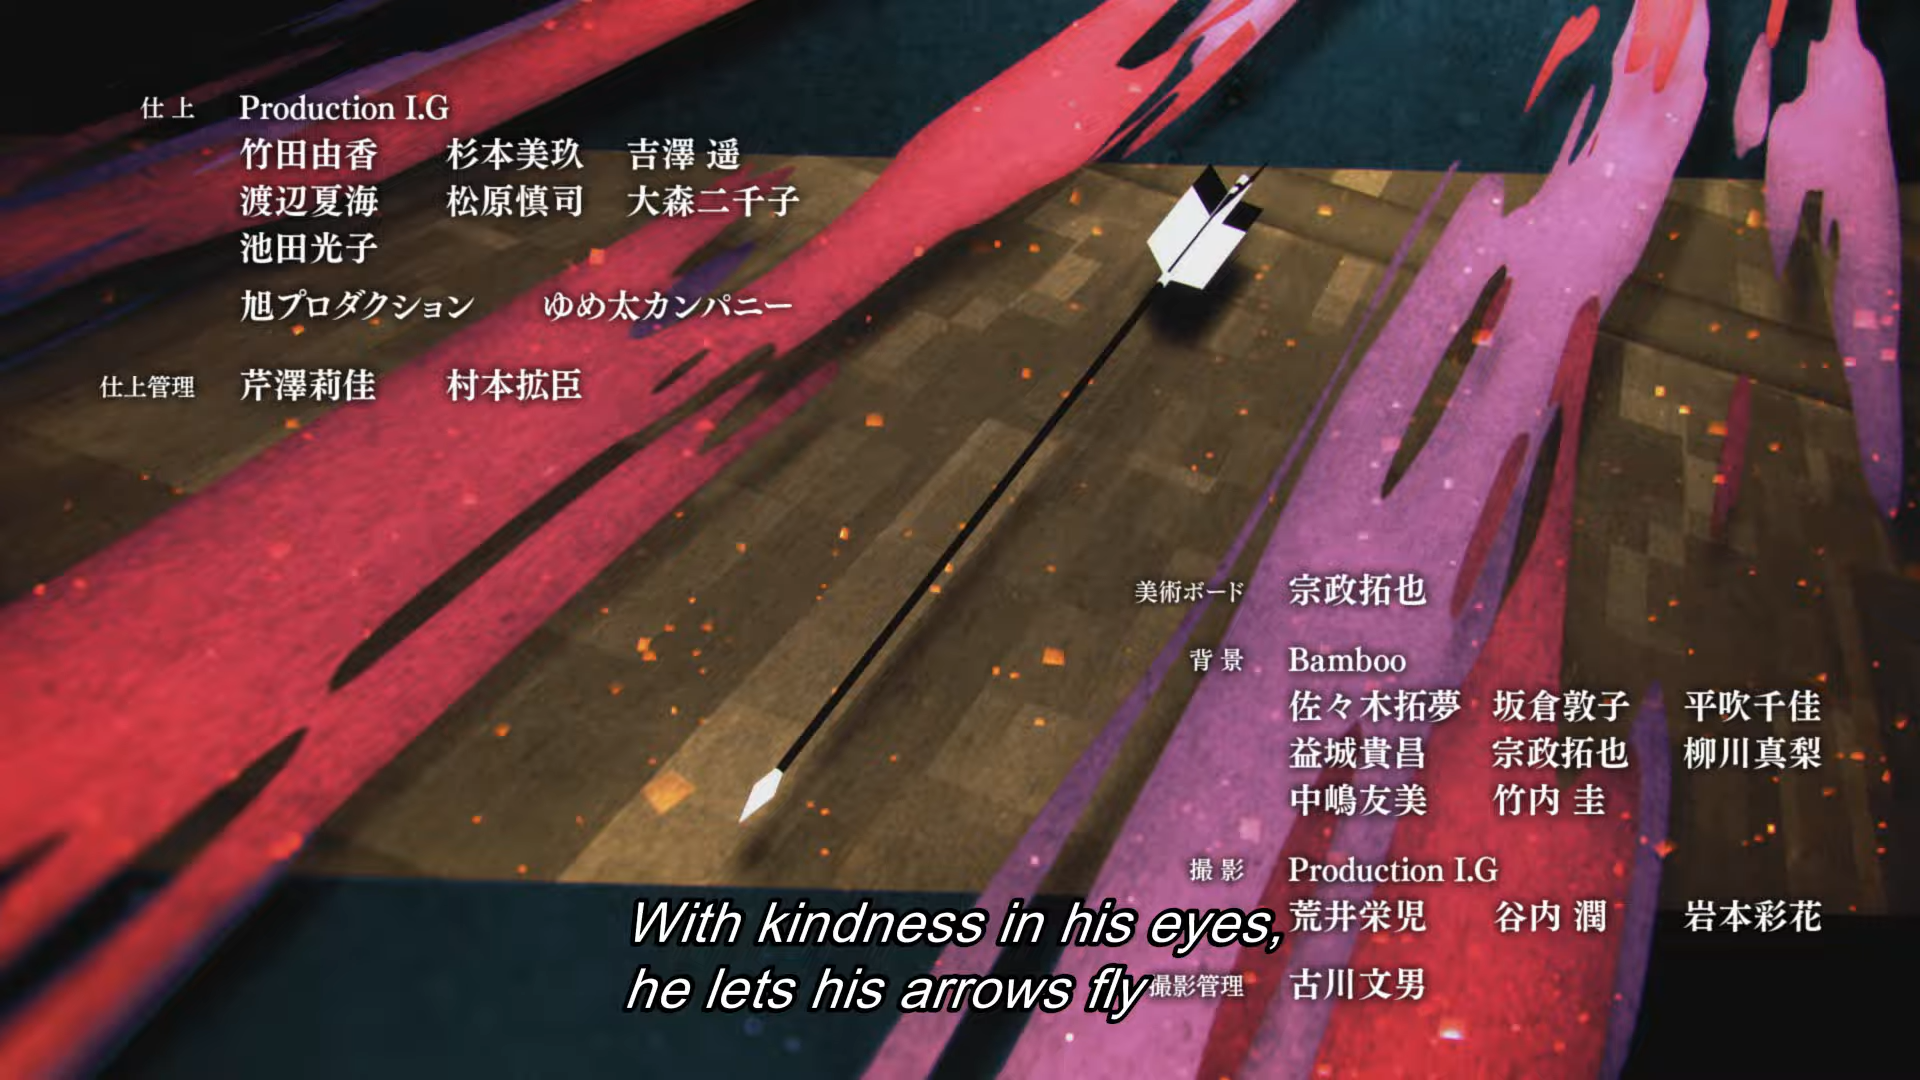 仕上 Production I.G
竹田由香 杉本美玖 吉澤 遥
渡辺夏海 松原慎司 大森二千子
池田光子
旭プロダクション ゆめ太カンパニー
仕上管理 芹澤莉佳 村本拡臣
美術ボード 宗政拓也
背景 Bamboo
佐々木拓夢 坂倉敦子 平吹千佳
益城貴昌 宗政拓也 柳川真梨
中嶋友美 竹内 圭
撮影 Production I.G
荒井栄児 谷内 潤 岩本彩花
撮影管理 古川文男
With kindness in his eyes,
he lets his arrows fly